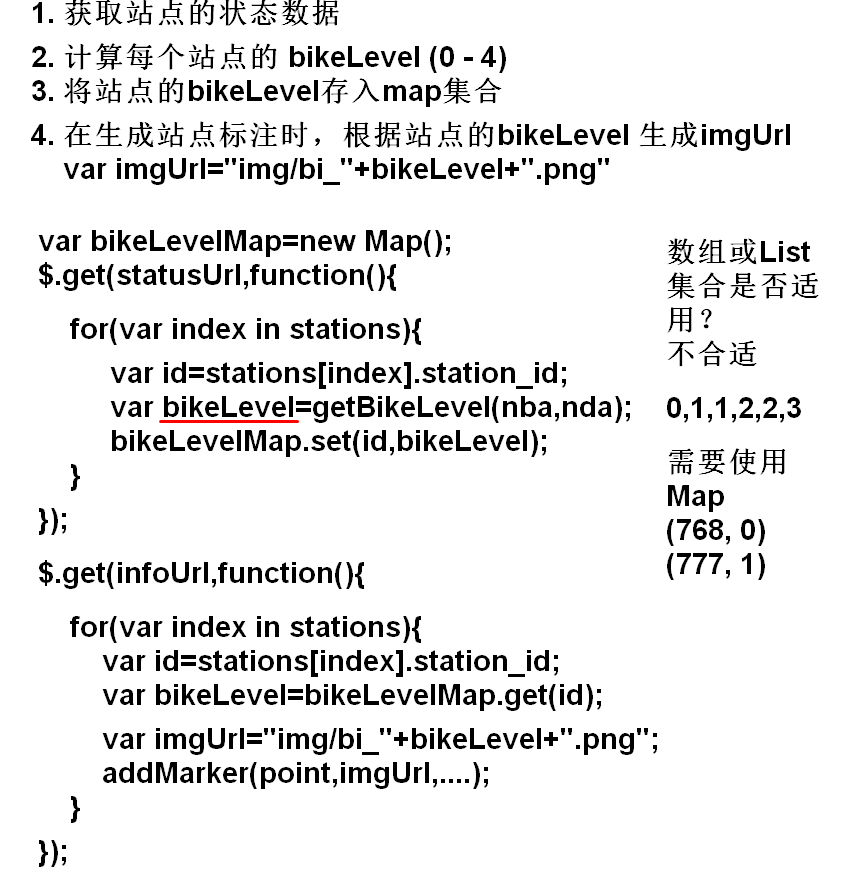 1. 获取站点的状态数据
2. 计算每个站点的 bikeLevel (0 - 4)
3. 将站点的bikeLevel存入map集合
4. 在生成站点标注时，根据站点的bikeLevel 生成imgUrl
var imgUrl="img/bi_"+bikeLevel+".png"
var bikeLevelMap=new Map();
$.get(statusUrl,function(){
for(var index in stations){
var id=stations[index].station_id;
var bikeLevel=getBikeLevel(nba,nda);
bikeLevelMap.set(id,bikeLevel);
}
});
$.get(infoUrl,function(){
for(var index in stations){
var id=stations[index].station_id;
var bikeLevel=bikeLevelMap.get(id);
var imgUrl="img/bi_"+bikeLevel+".png";
addMarker(point,imgUrl,....);
}
});
数组或List
集合是否适
用？
不合适
0,1,1,2,2,3
需要使用
Map
(768, 0)
(777, 1)